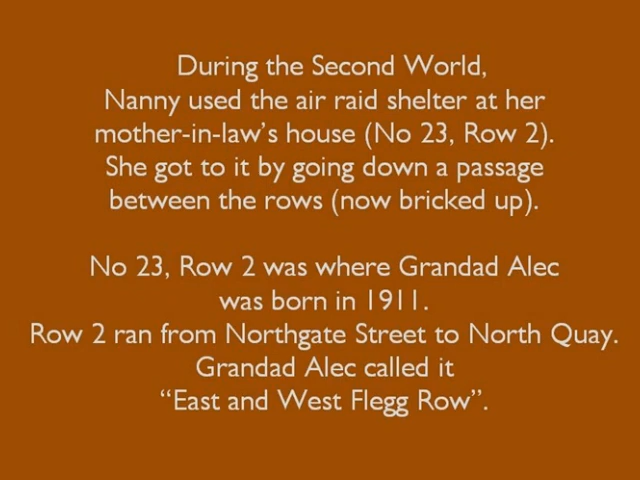 During the Second World,
Nanny used the air raid shelter at her
mother-in-law's house (No 23, Row 2).
She got to it by going down a passage
between the rows (now bricked up).
No 23, Row 2 was where Grandad Alec
was born in 1911.
Row 2 ran from Northgate Street to North Quay.
Grandad Alec called it
“East and West Flegg Row”.